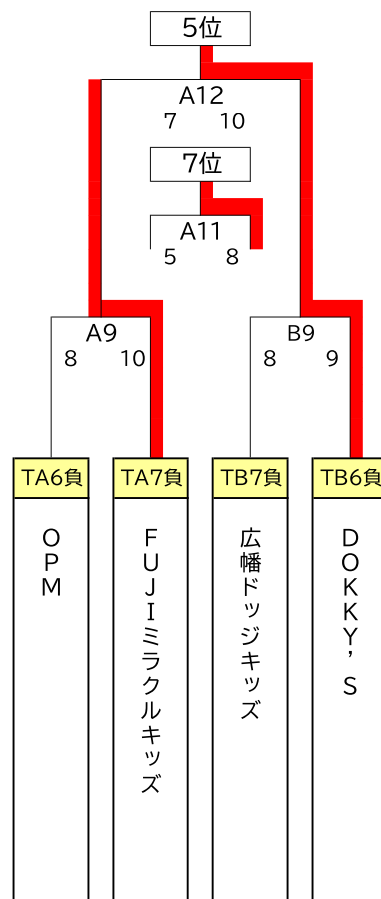 5位
A12
7 10
7位
A11
5 8
A9
8 10
B9
8 9
TA6負
TA7負
TB7負
TB6負
OPM
FUJIミラクルキッズ
広幡ドッジキッズ
DOKKY’S